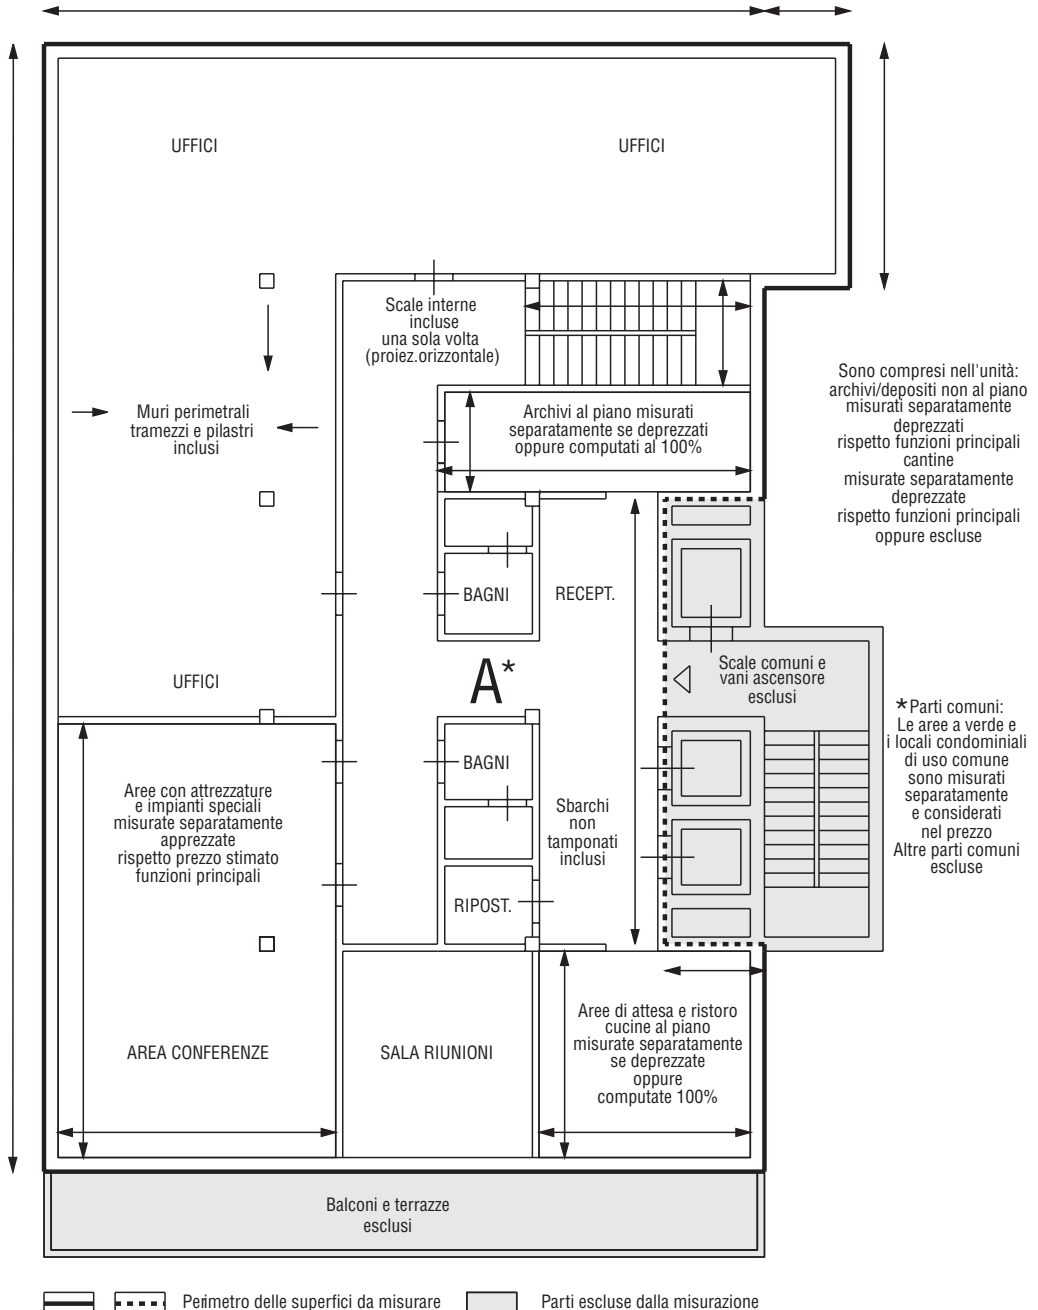 UFFICI
UFFICI
Scale interne
incluse
una sola volta
(proiez.orizzontale)
Muri perimetrali
tramezzi e pilastri
inclusi
Archivi al piano misurati
separatamente se deprezzati
oppure computati al 100%
Sono compresi nell'unità:
archivi/depositi non al piano
misurati separatamente
deprezzati
rispetto funzioni principali
cantine
misurate separatamente
deprezzate
rispetto funzioni principali
oppure escluse
BAGNI
RECEPT.
UFFICI
A*
Scale comuni e
vani ascensore
esclusi
*Parti comuni:
Le aree a verde e
i locali condominiali
di uso comune
sono misurati
separatamente
e considerati
nel prezzo
Altre parti comuni
escluse
BAGNI
Aree con attrezzature
e impianti speciali
misurate separatamente
apprezzate
rispetto prezzo stimato
funzioni principali
Sbarchi
non
tamponati
inclusi
RIPOST.
AREA CONFERENZE
SALA RIUNIONI
Aree di attesa e ristoro
cucine al piano
misurate separatamente
se deprezzate
oppure
computate 100%
Balconi e terrazze
esclusi
Perimetro delle superfici da misurare
Parti escluse dalla misurazione